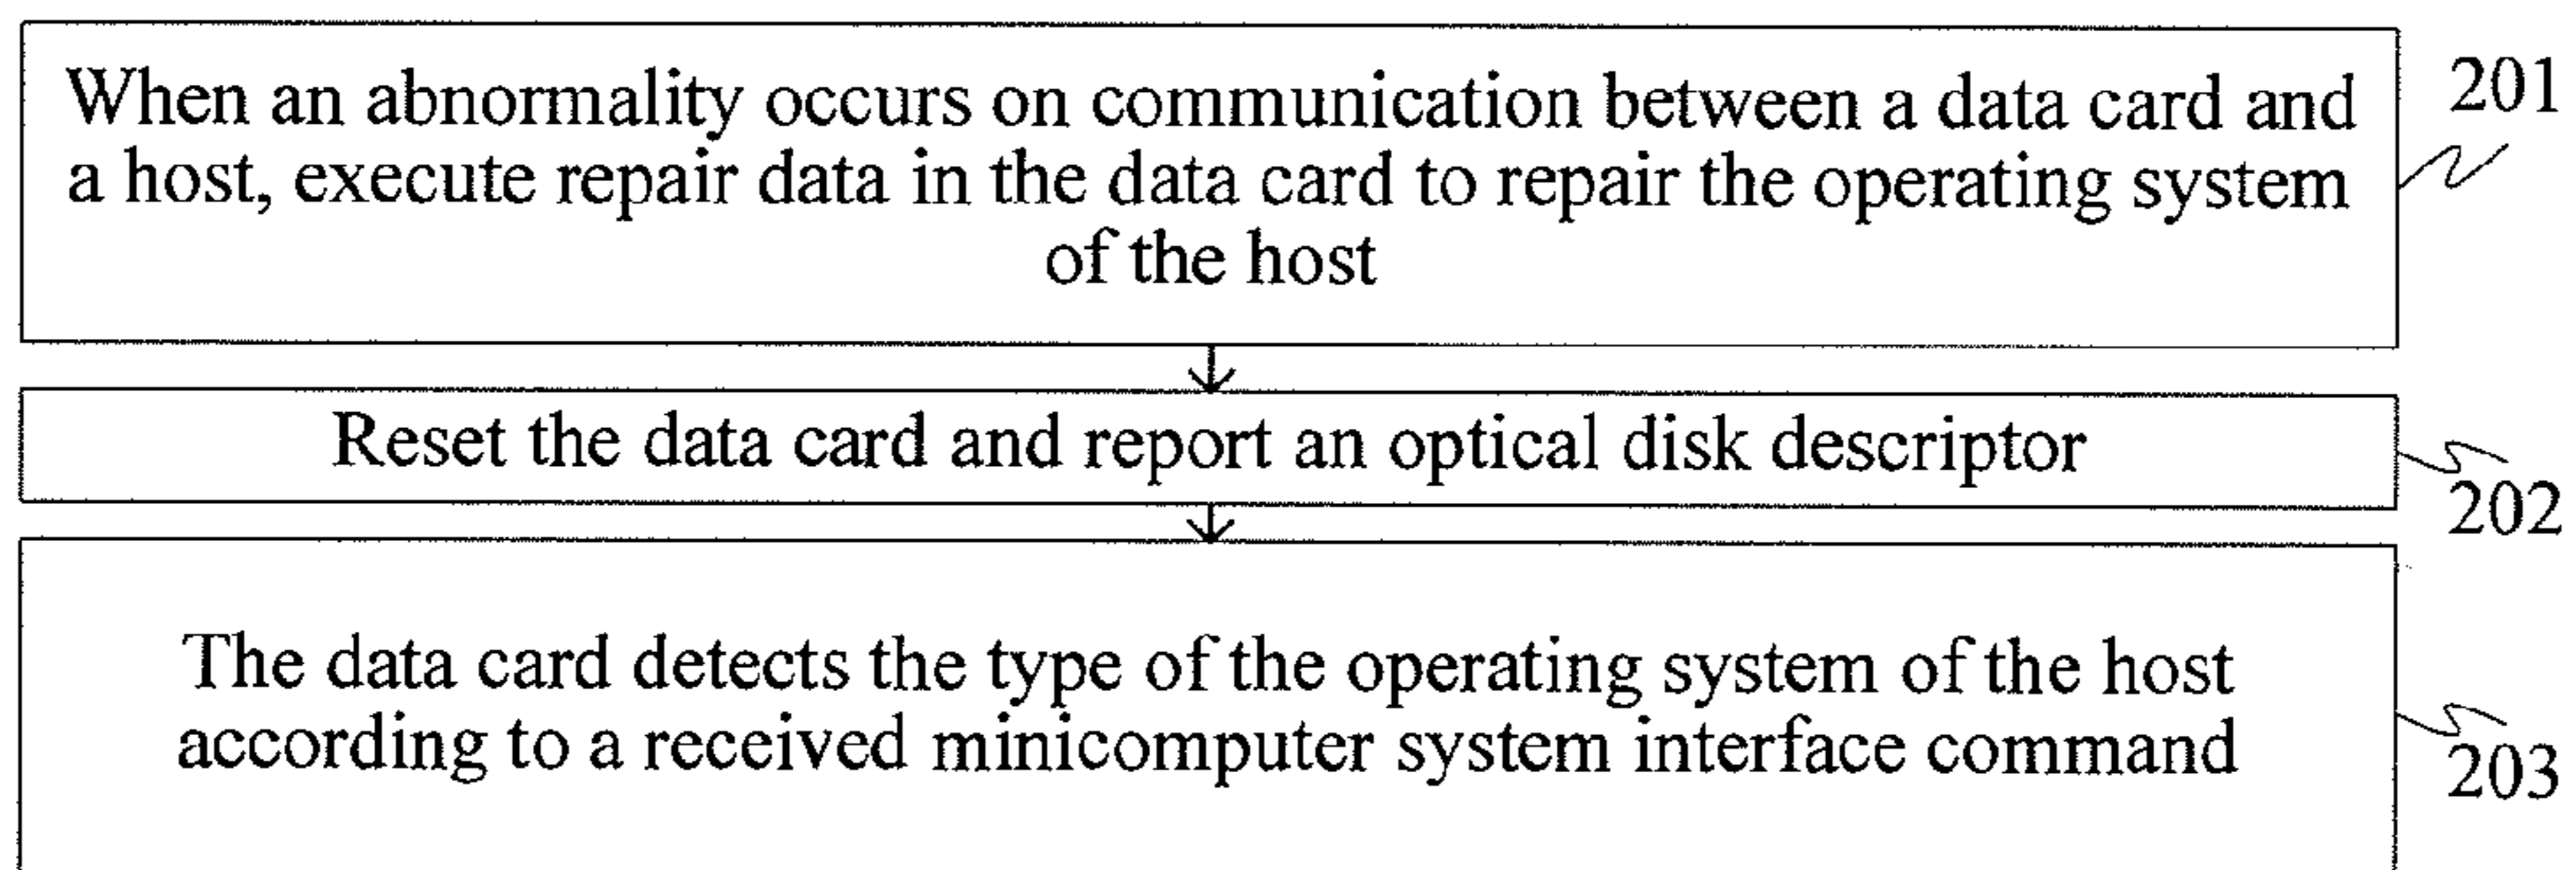 When an abnormality occurs on communication between a data card and
a host, execute repair data in the data card to repair the operating system
of the host
201
Reset the data card and report an optical disk descriptor
202
The data card detects the type of the operating system of the host
according to a received minicomputer system interface command
203